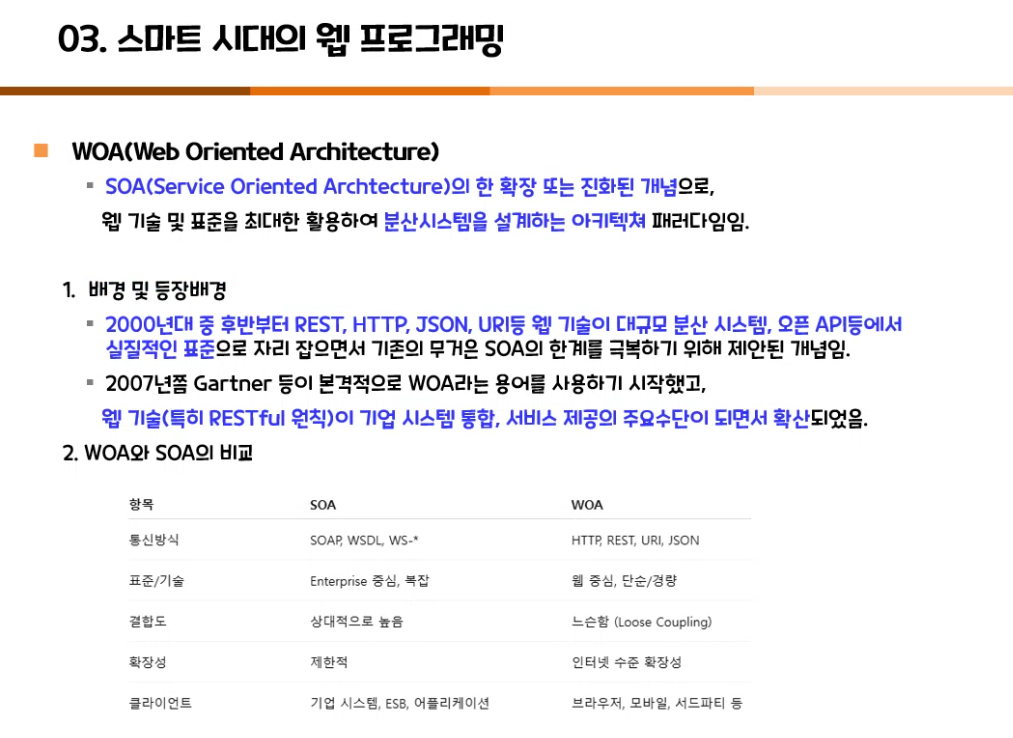 03. 스마트 시대의 웹 프로그래밍
WOA(Web Oriented Architecture)
SOA(Service Oriented Archtecture)의 한 확장 또는 진화된 개념으로,
웹 기술 및 표준을 최대한 활용하여 분산시스템을 설계하는 아키텍쳐 패러다임임.
1. 배경 및 등장배경
2000년대 중 후반부터 REST, HTTP, JSON, URI등 웹 기술이 대규모 분산 시스템, 오픈 API등에서
실질적인 표준으로 자리 잡으면서 기존의 무거은 SOA의 한계를 극복하기 위해 제안된 개념임.
2007년쯤 Gartner 등이 본격적으로 WOA라는 용어를 사용하기 시작했고,
웹 기술(특히 RESTful 원칙)이 기업 시스템 통합, 서비스 제공의 주요수단이 되면서 확산되었음.
2. WOA와 SOA의 비교
항목 SOA WOA
통신방식 SOAP, WSDL, WS-* HTTP, REST, URI, JSON
표준/기술 Enterprise 중심, 복잡 웹 중심, 단순/경량
결합도 상대적으로 높음 느슨함 (Loose Coupling)
확장성 제한적 인터넷 수준 확장성
클라이언트 기업 시스템, ESB, 어플리케이션 브라우저, 모바일, 서드파티 등